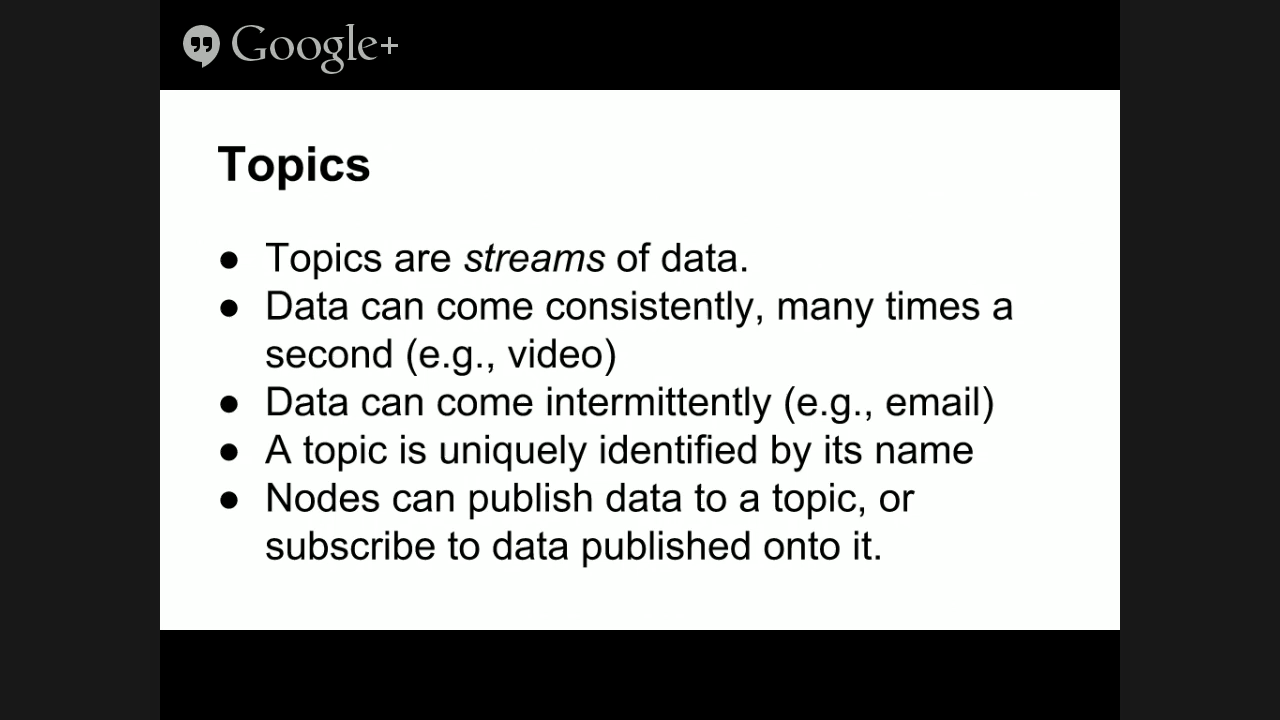 Google+
Topics
● Topics are streams of data.
● Data can come consistently, many times a
second (e.g., video)
● Data can come intermittently (e.g., email)
● A topic is uniquely identified by its name
● Nodes can publish data to a topic, or
subscribe to data published onto it.